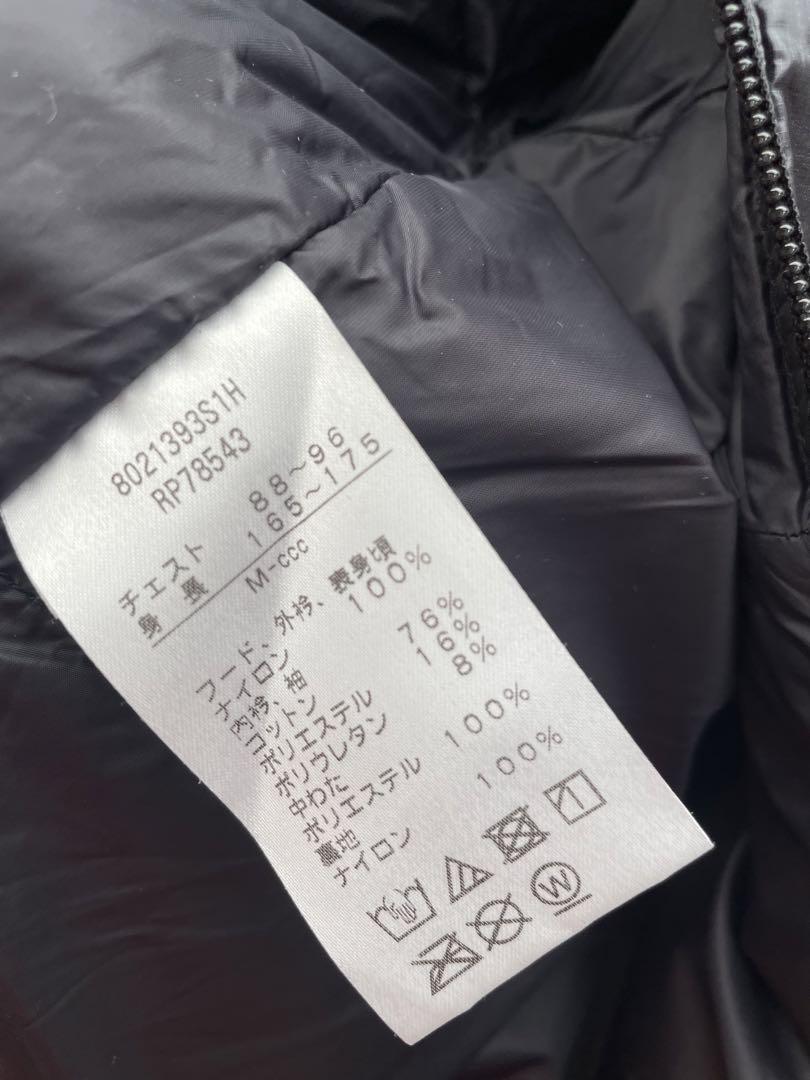 8021393S1H
RP78543
チェスト 88~96
身長 165~175
M-ccc
フード、外衿、裏身頃
ナイロン 100%
内衿、袖
コットン 76%
ポリエステル 16%
ポリウレタン 8%
中わた
ポリエステル 100%
裏地
ナイロン 100%
W